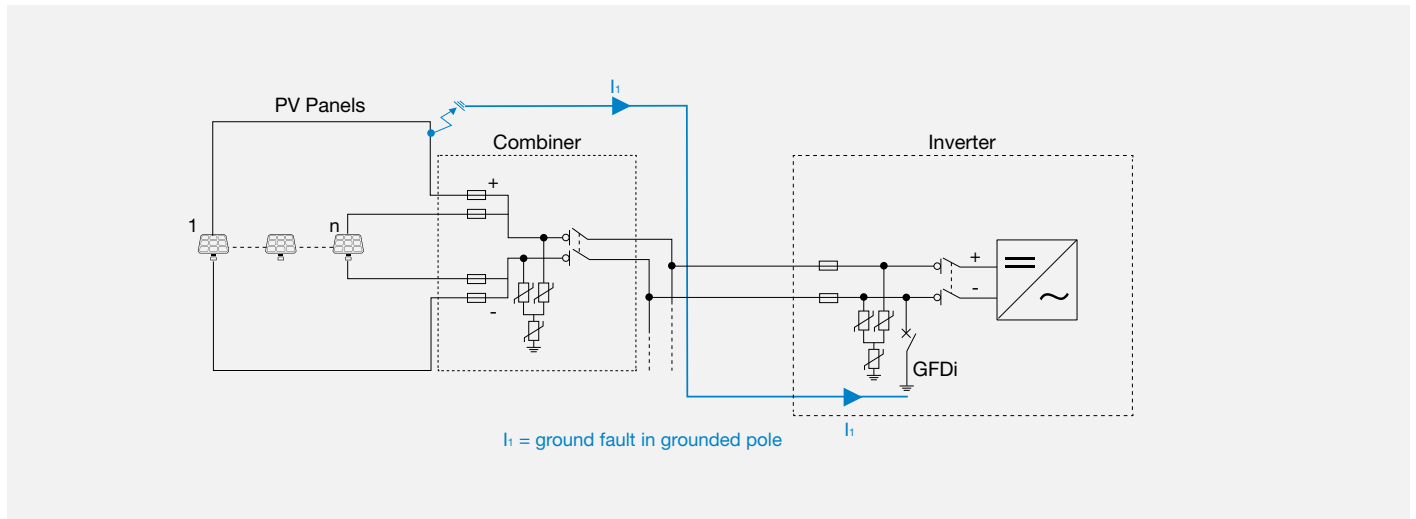 I₁
PV Panels
Combiner
Inverter
+
1
n
+
-
-
GFDi
I₁
I₁ = ground fault in grounded pole